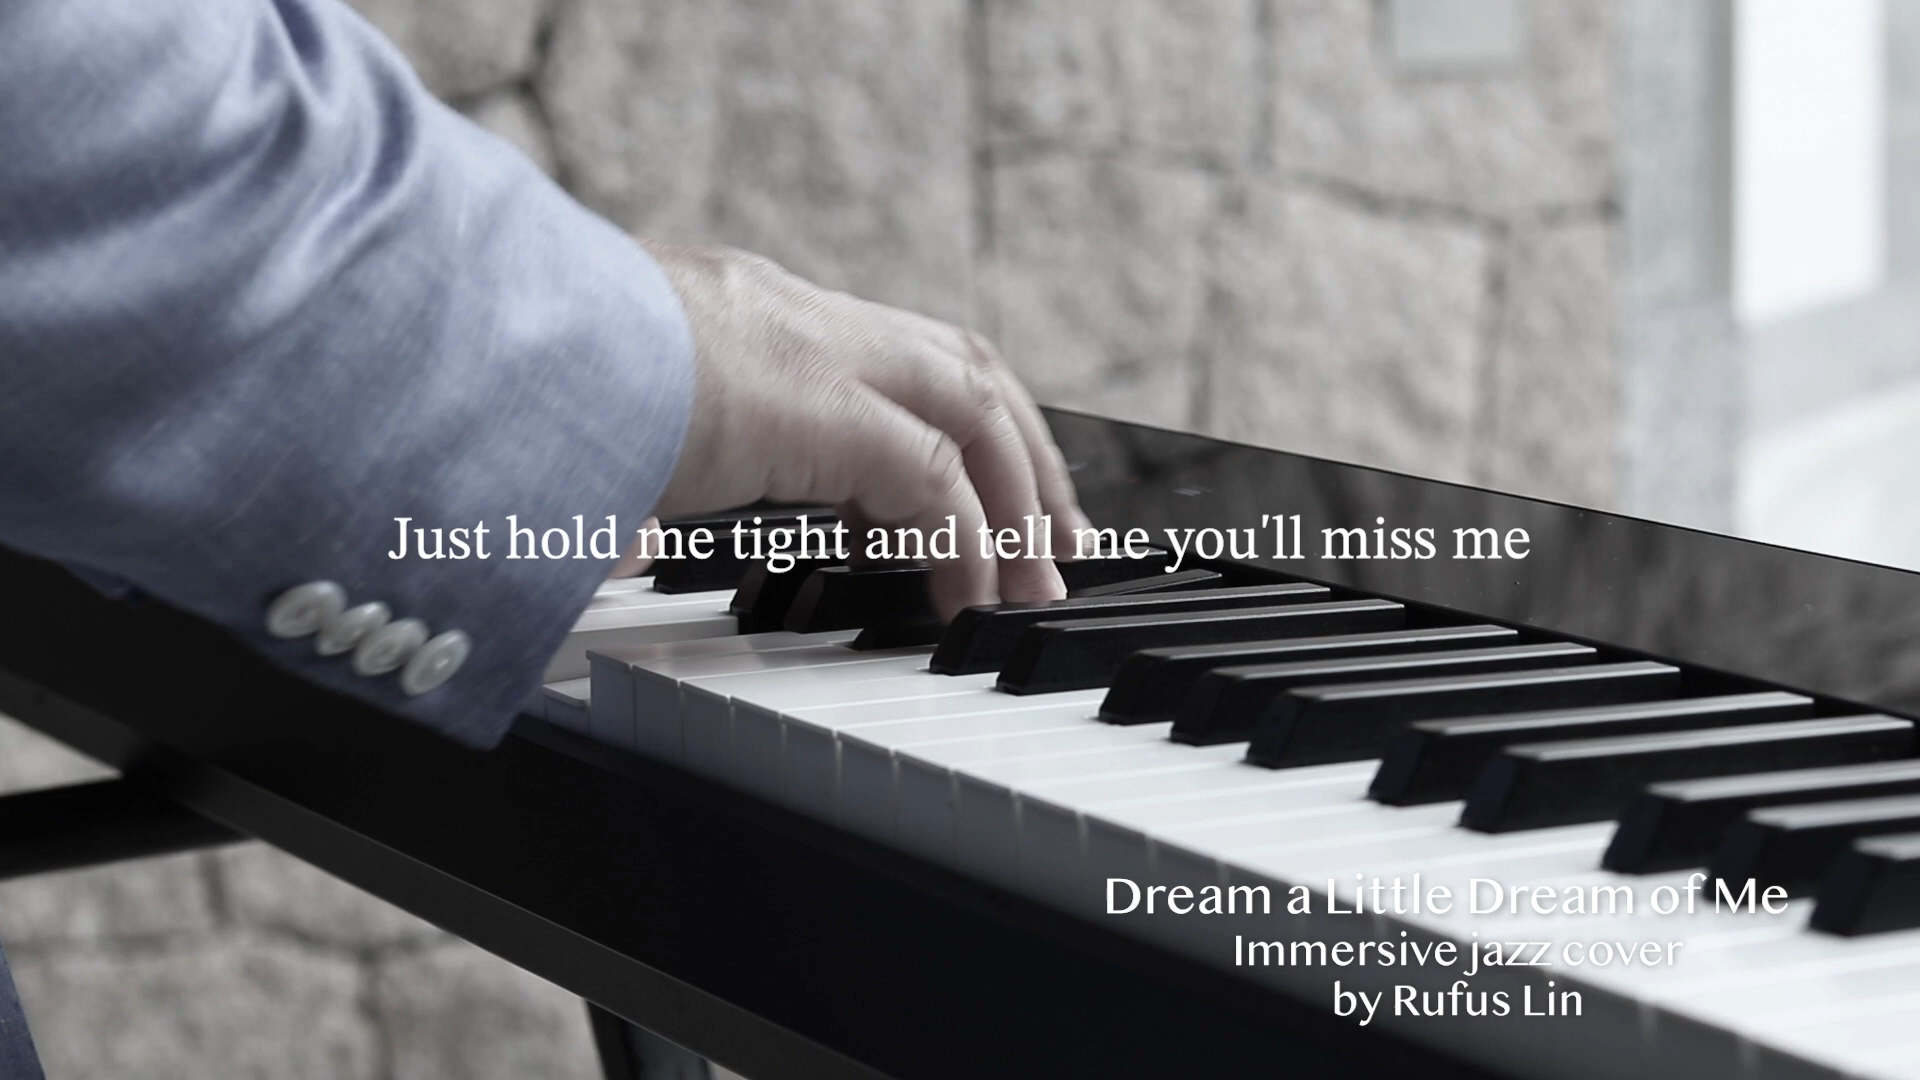 Just hold me tight and tell me you'll miss me
Dream a Little Dream of Me
Immersive jazz cover
by Rufus Lin